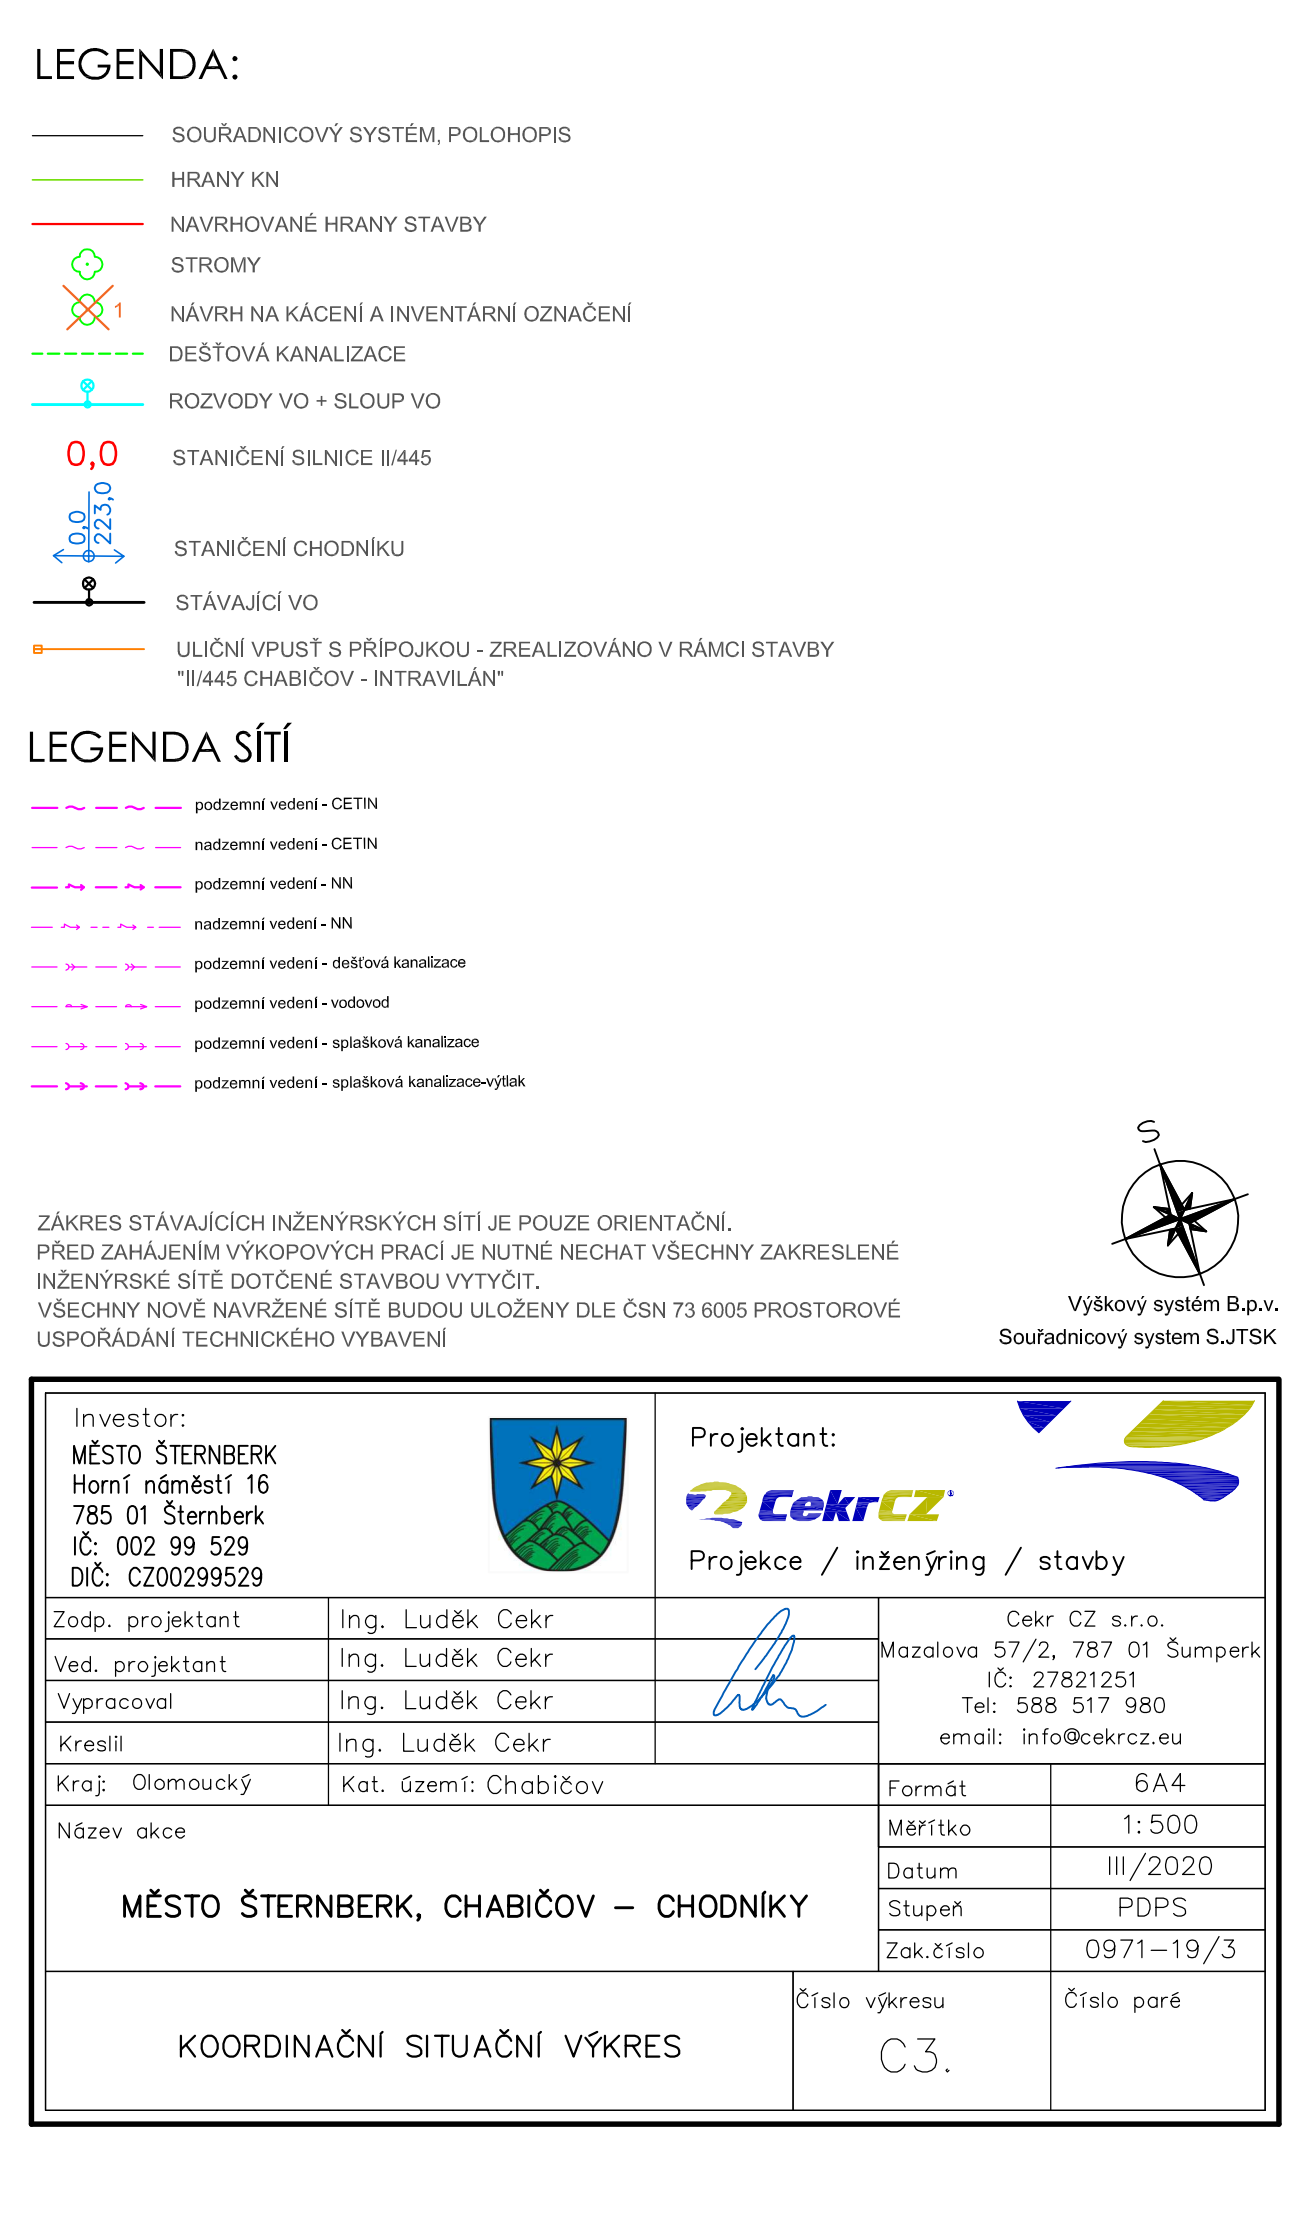 LEGENDA:
SOUŘADNICOVÝ SYSTÉM, POLOHOPIS
HRANY KN
NAVRHOVANÉ HRANY STAVBY
STROMY
1 NÁVRH NA KÁCENÍ A INVENTÁRNÍ OZNAČENÍ
DEŠŤOVÁ KANALIZACE
ROZVODY VO + SLOUP VO
0,0 STANIČENÍ SILNICE II/445
0,0
223,0
STANIČENÍ CHODNÍKU
STÁVAJÍCÍ VO
ULIČNÍ VPUSŤ S PŘÍPOJKOU - ZREALIZOVÁNO V RÁMCI STAVBY
"II/445 CHABIČOV - INTRAVILÁN"
LEGENDA SÍTÍ
podzemní vedení - CETIN
nadzemní vedení - CETIN
podzemní vedení - NN
nadzemní vedení - NN
podzemní vedení - dešťová kanalizace
podzemní vedení - vodovod
podzemní vedení - splašková kanalizace
podzemní vedení - splašková kanalizace-výtlak
S
ZÁKRES STÁVAJÍCÍCH INŽENÝRSKÝCH SÍTÍ JE POUZE ORIENTAČNÍ.
PŘED ZAHÁJENÍM VÝKOPOVÝCH PRACÍ JE NUTNÉ NECHAT VŠECHNY ZAKRESLENÉ
INŽENÝRSKÉ SÍTĚ DOTČENÉ STAVBOU VYTYČIT.
VŠECHNY NOVĚ NAVRŽENÉ SÍTĚ BUDOU ULOŽENY DLE ČSN 73 6005 PROSTOROVÉ
USPOŘÁDÁNÍ TECHNICKÉHO VYBAVENÍ
Výškový systém B.p.v.
Souřadnicový system S.JTSK
Investor:
MĚSTO ŠTERNBERK
Horní náměstí 16
785 01 Šternberk
IČ: 002 99 529
DIČ: CZ00299529
Projektant:
CekrCZ
Projekce / inženýring / stavby
Zodp. projektant Ing. Luděk Cekr
Ved. projektant Ing. Luděk Cekr
Vypracoval Ing. Luděk Cekr
Kreslil Ing. Luděk Cekr
Cekr CZ s.r.o.
Mazalova 57/2, 787 01 Šumperk
IČ: 27821251
Tel: 588 517 980
email: info@cekrcz.eu
Kraj: Olomoucký Kat. území: Chabičov
Formát 6A4
Měřítko 1:500
Datum III/2020
Stupeň PDPS
Zak.číslo 0971-19/3
Název akce
MĚSTO ŠTERNBERK, CHABIČOV – CHODNÍKY
KOORDINAČNÍ SITUAČNÍ VÝKRES
Číslo výkresu
C3.
Číslo paré